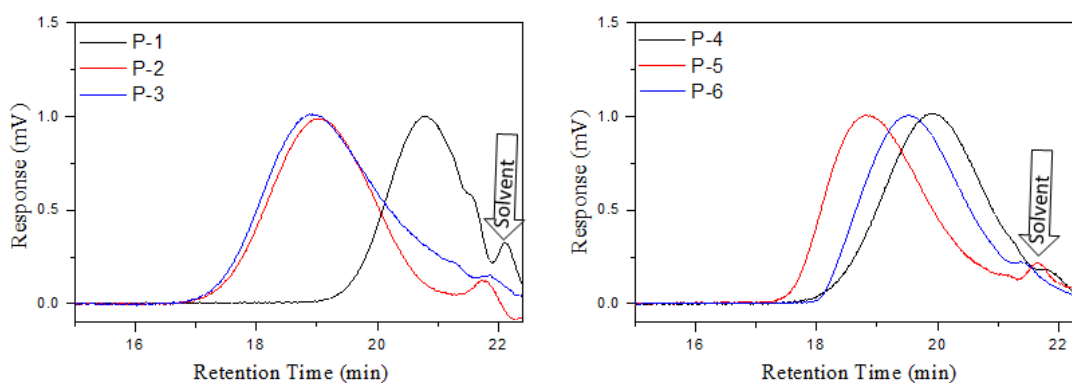 1.5
1.0
0.5
0.0
Response (mV)
P-1
P-2
P-3
Solvent
16
18
20
22
Retention Time (min)
1.5
1.0
0.5
0.0
Response (mV)
P-4
P-5
P-6
Solvent
16
18
20
22
Retention Time (min)